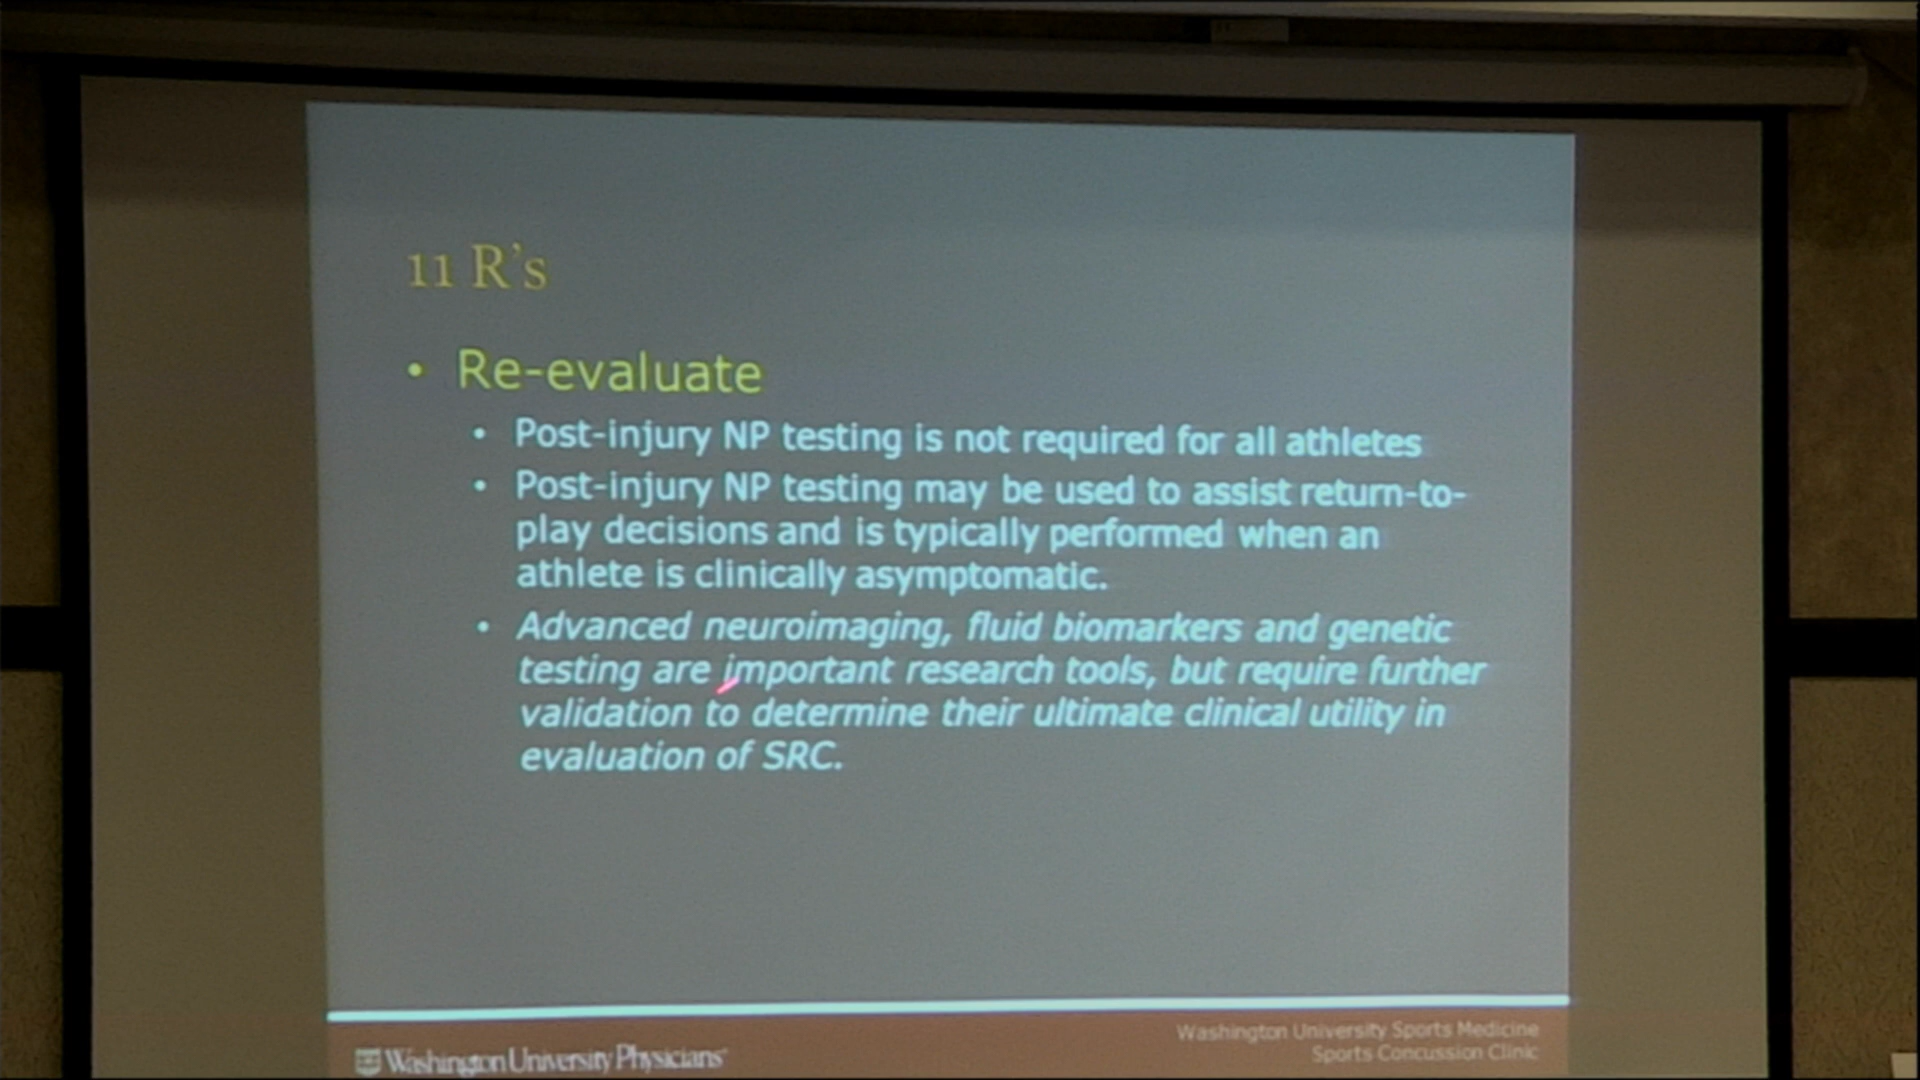 11 R's
• Re-evaluate
• Post-injury NP testing is not required for all athletes
• Post-injury NP testing may be used to assist return-to-
play decisions and is typically performed when an
athlete is clinically asymptomatic.
• Advanced neuroimaging, fluid biomarkers and genetic
testing are important research tools, but require further
validation to determine their ultimate clinical utility in
evaluation of SRC.
Washington University Physicians
Washington University Sports Medicine
Sports Concussion Clinic